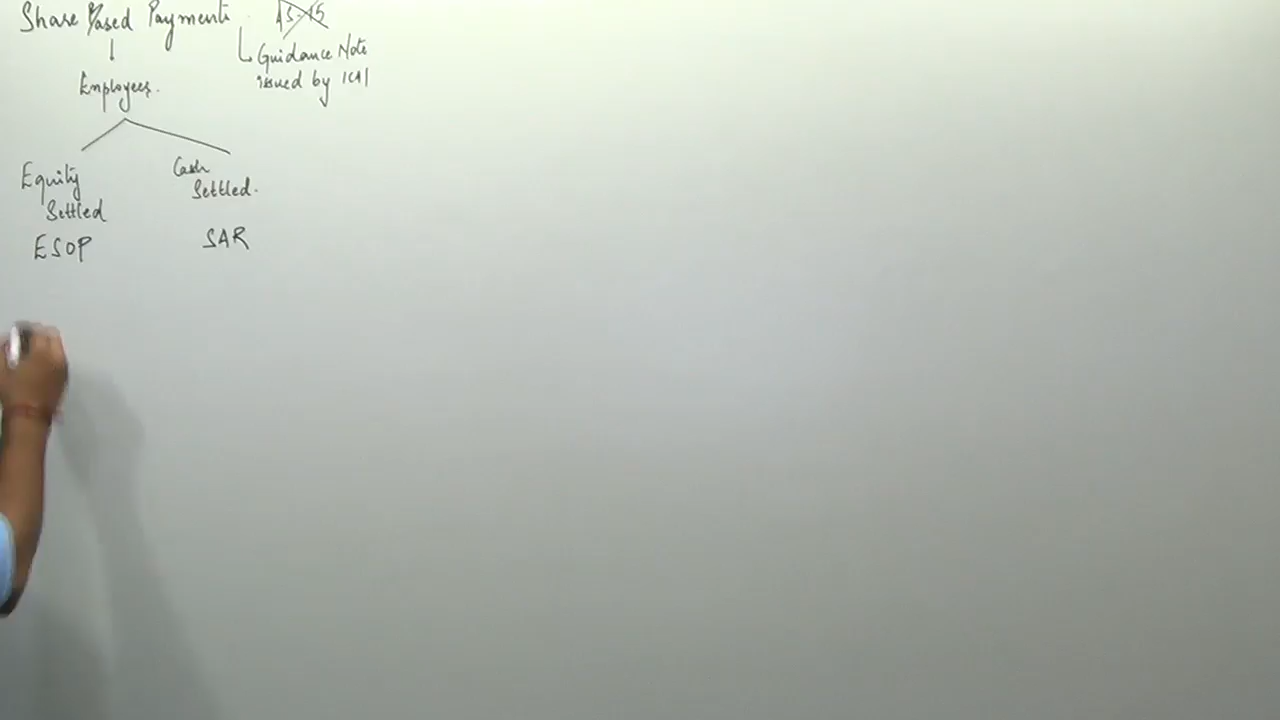 Share Based Payments AS-15
Guidance Note
issued by ICAI
Employees.
Equity
Settled
Cash
Settled.
ESOP
SAR